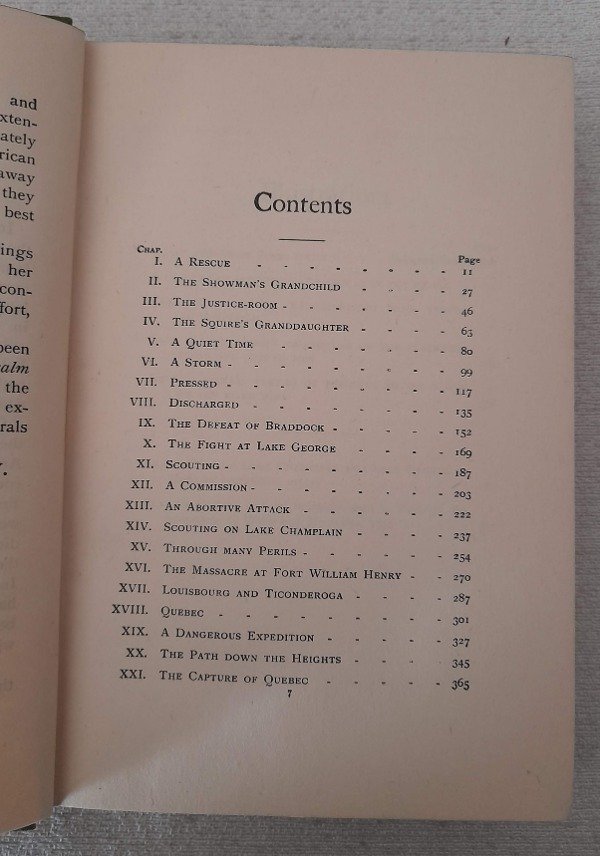 and
xten-
ately
rican
away
they
best
ings
her
con-
fort,
been
ealm
the
ex-
rals
Contents
Chap. Page
I. A Rescue - - - - - - - 11
II. The Showman's Grandchild - - - - 27
III. The Justice-room - - - - - - 46
IV. The Squire's Granddaughter - - - - 63
V. A Quiet Time - - - - - - 80
VI. A Storm - - - - - - - - 99
VII. Pressed - - - - - - - - 117
VIII. Discharged - - - - - - - 135
IX. The Defeat of Braddock - - - - - 152
X. The Fight at Lake George - - - - 169
XI. Scouting - - - - - - - - 187
XII. A Commission - - - - - - - 203
XIII. An Abortive Attack - - - - - 222
XIV. Scouting on Lake Champlain - - - - 237
XV. Through many Perils - - - - - - 254
XVI. The Massacre at Fort William Henry - - 270
XVII. Louisbourg and Ticonderoga - - - - 287
XVIII. Quebec - - - - - - - - 301
XIX. A Dangerous Expedition - - - - - 327
XX. The Path down the Heights - - - - 345
XXI. The Capture of Quebec - - - - - 365
7